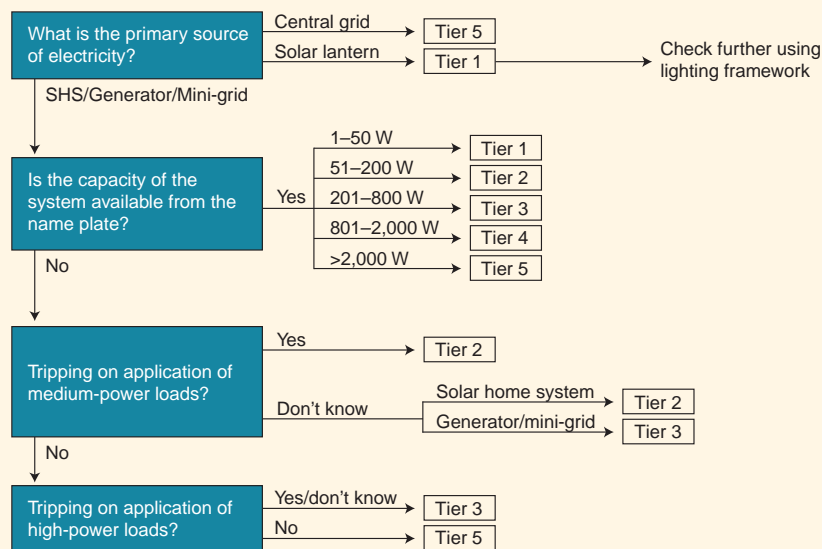 What is the primary source
of electricity?
Central grid
Tier 5
Solar lantern
Tier 1
Check further using
lighting framework
SHS/Generator/Mini-grid
Is the capacity of the
system available from the
name plate?
Yes
1–50 W
Tier 1
51–200 W
Tier 2
201–800 W
Tier 3
801–2,000 W
Tier 4
>2,000 W
Tier 5
No
Tripping on application of
medium-power loads?
Yes
Tier 2
Don't know
Solar home system
Tier 2
Generator/mini-grid
Tier 3
No
Tripping on application of
high-power loads?
Yes/don't know
Tier 3
No
Tier 5